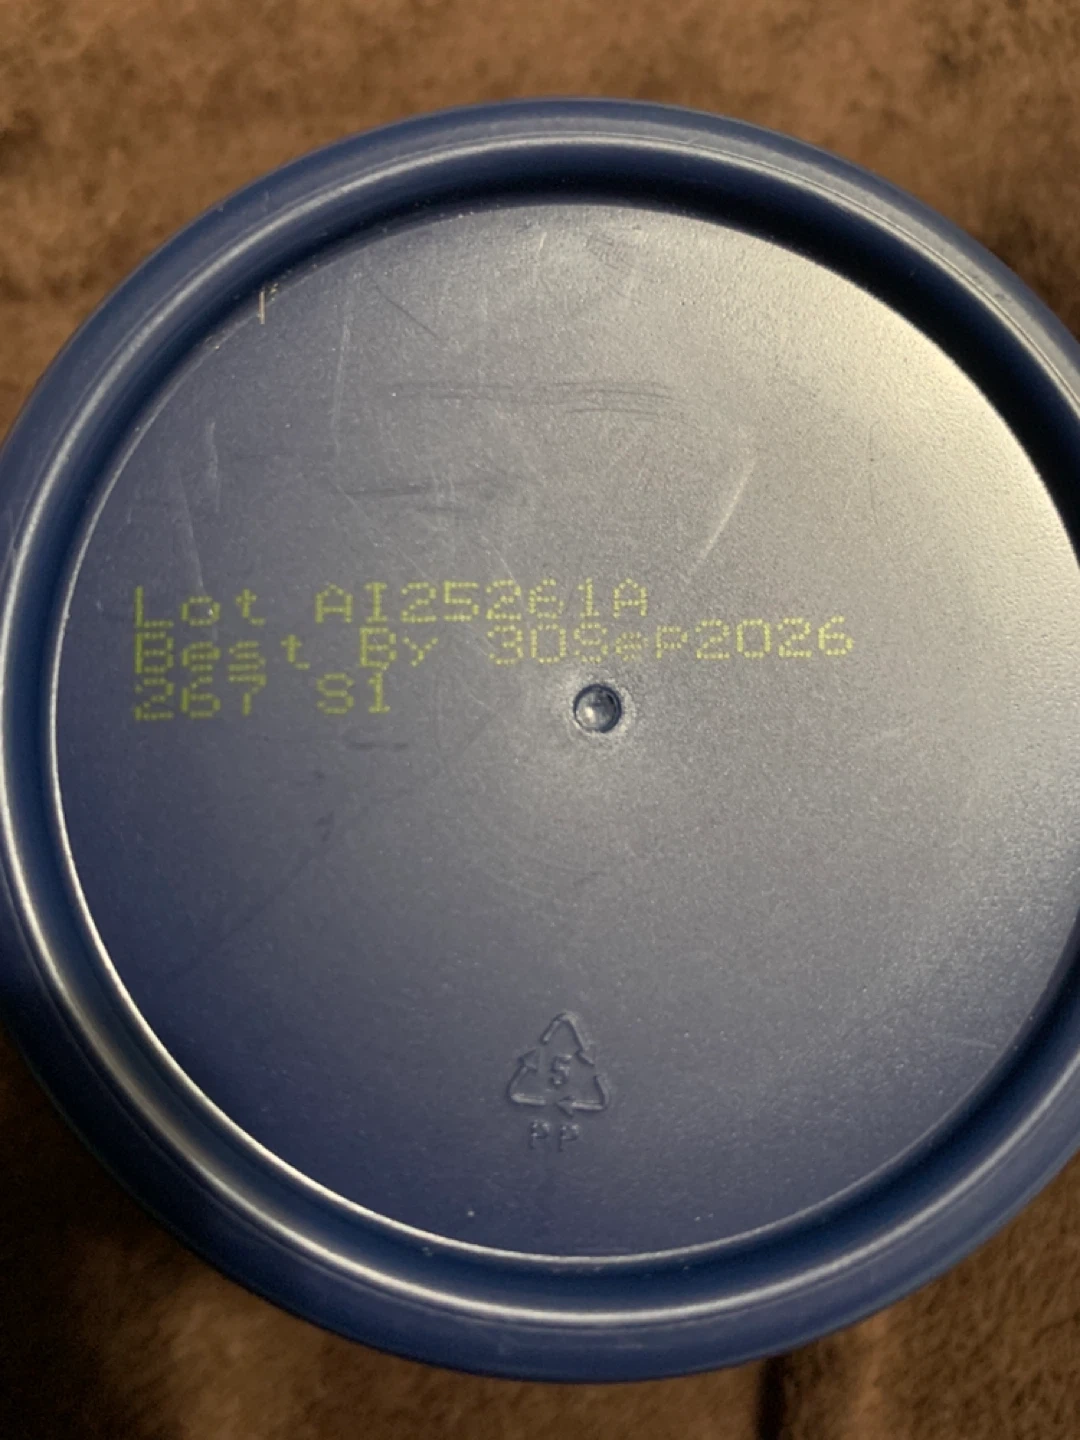 Lot AI25261A
Best By 30Sep2026
267 S1
5
PP